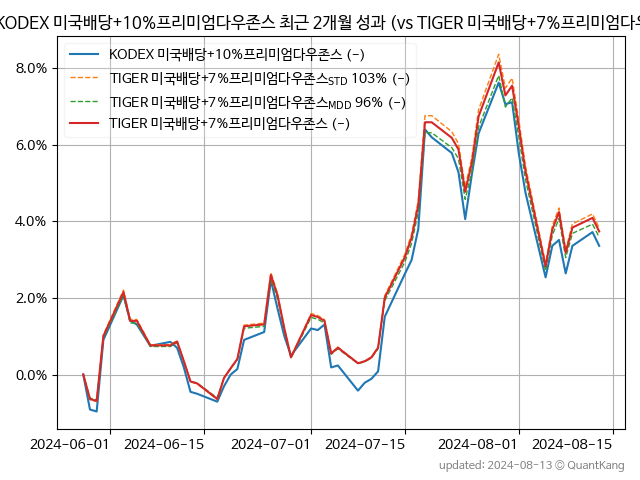 KODEX 미국배당+10%프리미엄다우존스 최근 2개월 성과 (vs TIGER 미국배당+7%프리미엄다우
KODEX 미국배당+10%프리미엄다우존스 (-)
TIGER 미국배당+7%프리미엄다우존스STD 103% (-)
TIGER 미국배당+7%프리미엄다우존스MDD 96% (-)
TIGER 미국배당+7%프리미엄다우존스 (-)
8.0%
6.0%
4.0%
2.0%
0.0%
2024-06-01 2024-06-15 2024-07-01 2024-07-15 2024-08-01 2024-08-15
updated: 2024-08-13 © QuantKang